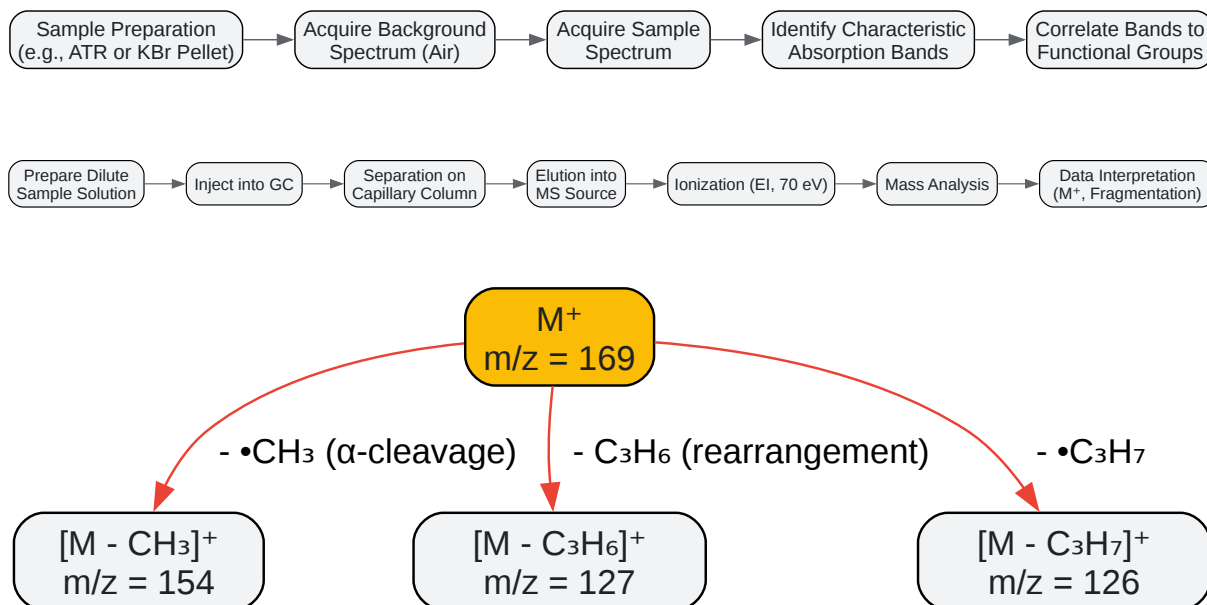 Sample Preparation
(e.g., ATR or KBr Pellet)
Acquire Background
Spectrum (Air)
Acquire Sample
Spectrum
Identify Characteristic
Absorption Bands
Correlate Bands to
Functional Groups
Prepare Dilute
Sample Solution
Inject into GC
Separation on
Capillary Column
Elution into
MS Source
Ionization (EI, 70 eV)
Mass Analysis
Data Interpretation
(M⁺, Fragmentation)
M⁺
m/z = 169
- •CH₃ (α-cleavage)
- C₃H₆ (rearrangement)
- •C₃H₇
[M - CH₃]⁺
m/z = 154
[M - C₃H₆]⁺
m/z = 127
[M - C₃H₇]⁺
m/z = 126